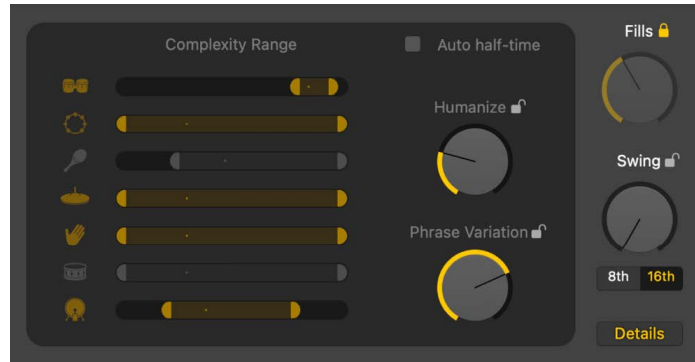 Complexity Range
Auto half-time
Fills
Humanize
Swing
Phrase Variation
8th 16th
Details